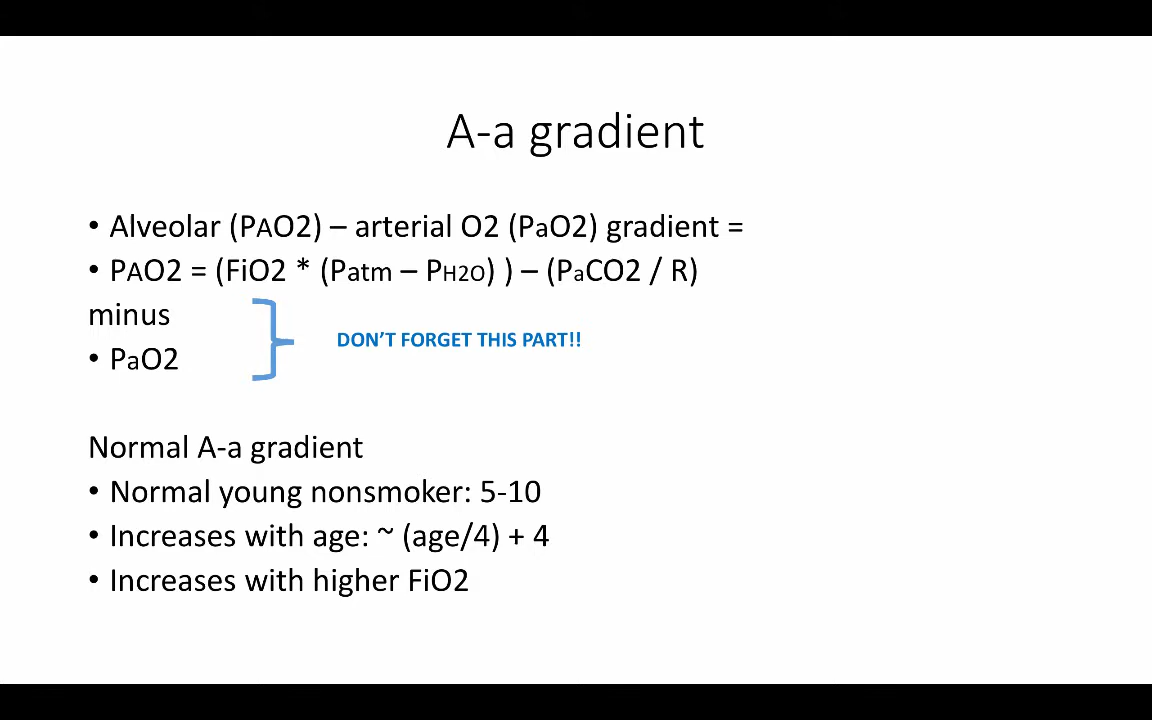 A-a gradient
• Alveolar (PAO2) – arterial O2 (PaO2) gradient =
• PAO2 = (FiO2 * (Patm – PH2O) ) – (PaCO2 / R)
minus
DON'T FORGET THIS PART!!
• PaO2
Normal A-a gradient
• Normal young nonsmoker: 5-10
• Increases with age: ~ (age/4) + 4
• Increases with higher FiO2